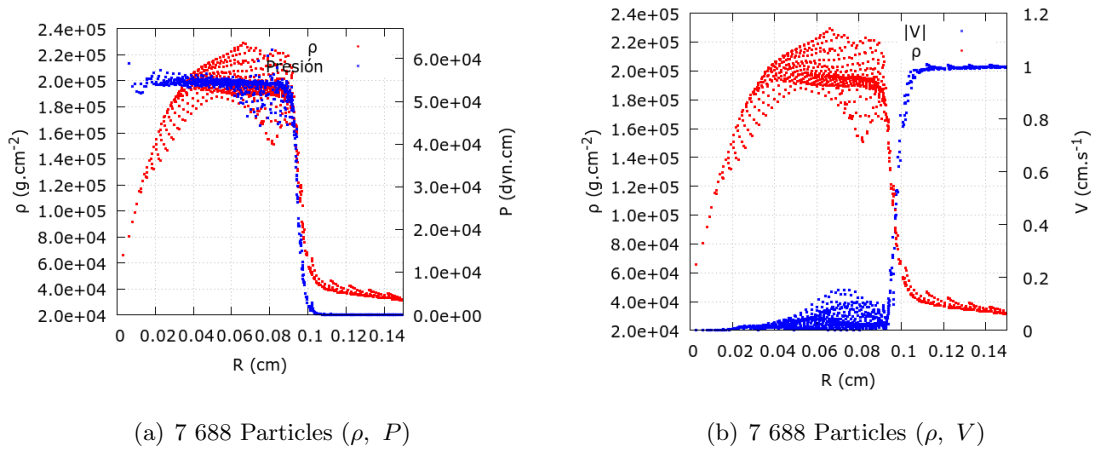 2.4e+05
2.2e+05
2.0e+05
1.8e+05
1.6e+05
1.4e+05
1.2e+05
1.0e+05
8.0e+04
6.0e+04
4.0e+04
2.0e+04
ρ (g.cm⁻²)
0 0.02 0.04 0.06 0.08 0.1 0.12 0.14
R (cm)
6.0e+04
5.0e+04
4.0e+04
3.0e+04
2.0e+04
1.0e+04
0.0e+00
P (dyn.cm)
ρ
Presión
(a) 7 688 Particles (ρ, P)
2.4e+05
2.2e+05
2.0e+05
1.8e+05
1.6e+05
1.4e+05
1.2e+05
1.0e+05
8.0e+04
6.0e+04
4.0e+04
2.0e+04
ρ (g.cm⁻²)
0 0.02 0.04 0.06 0.08 0.1 0.12 0.14
R (cm)
1.2
1
0.8
0.6
0.4
0.2
0
V (cm.s⁻¹)
|V|
ρ
(b) 7 688 Particles (ρ, V)